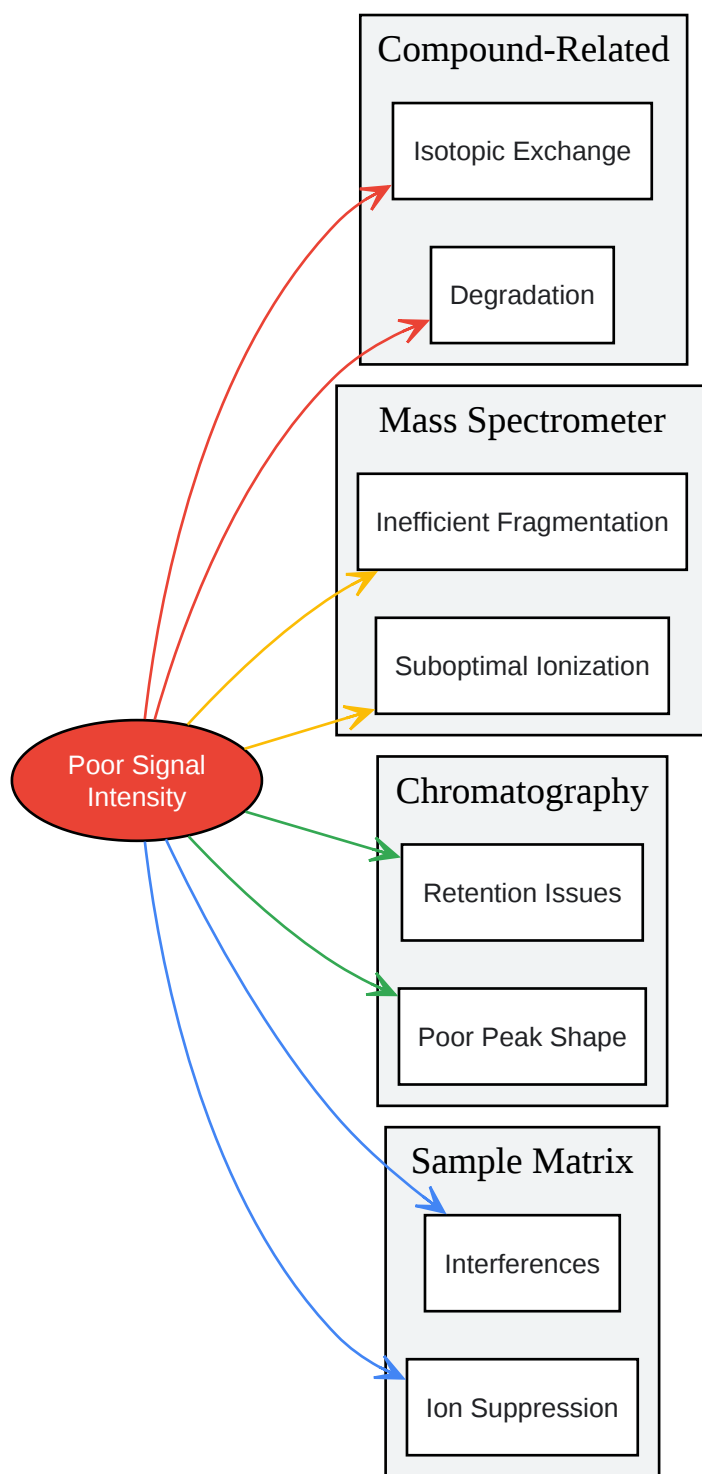 Compound-Related
Isotopic Exchange
Degradation
Mass Spectrometer
Inefficient Fragmentation
Suboptimal Ionization
Poor Signal
Intensity
Chromatography
Retention Issues
Poor Peak Shape
Sample Matrix
Interferences
Ion Suppression